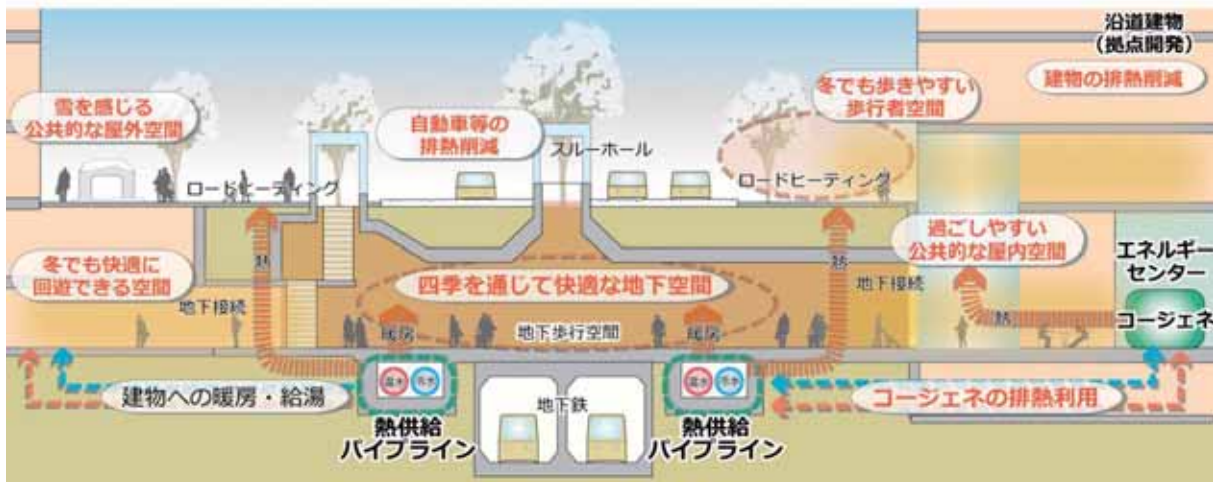 沿道建物
(拠点開発)
建物の排熱削減
冬でも歩きやすい
歩行者空間
雪を感じる
公共的な屋外空間
自動車等の
排熱削減
スルーホール
ロードヒーティング
ロードヒーティング
過ごしやすい
公共的な屋内空間
エネルギー
センター
コージェネ
冬でも快適に
回遊できる空間
地下接続
熱
四季を通じて快適な地下空間
熱
地下接続
熱
暖房
地下歩行空間
暖房
温水
冷水
温水
冷水
建物への暖房・給湯
地下鉄
コージェネの排熱利用
熱供給
パイプライン
熱供給
パイプライン